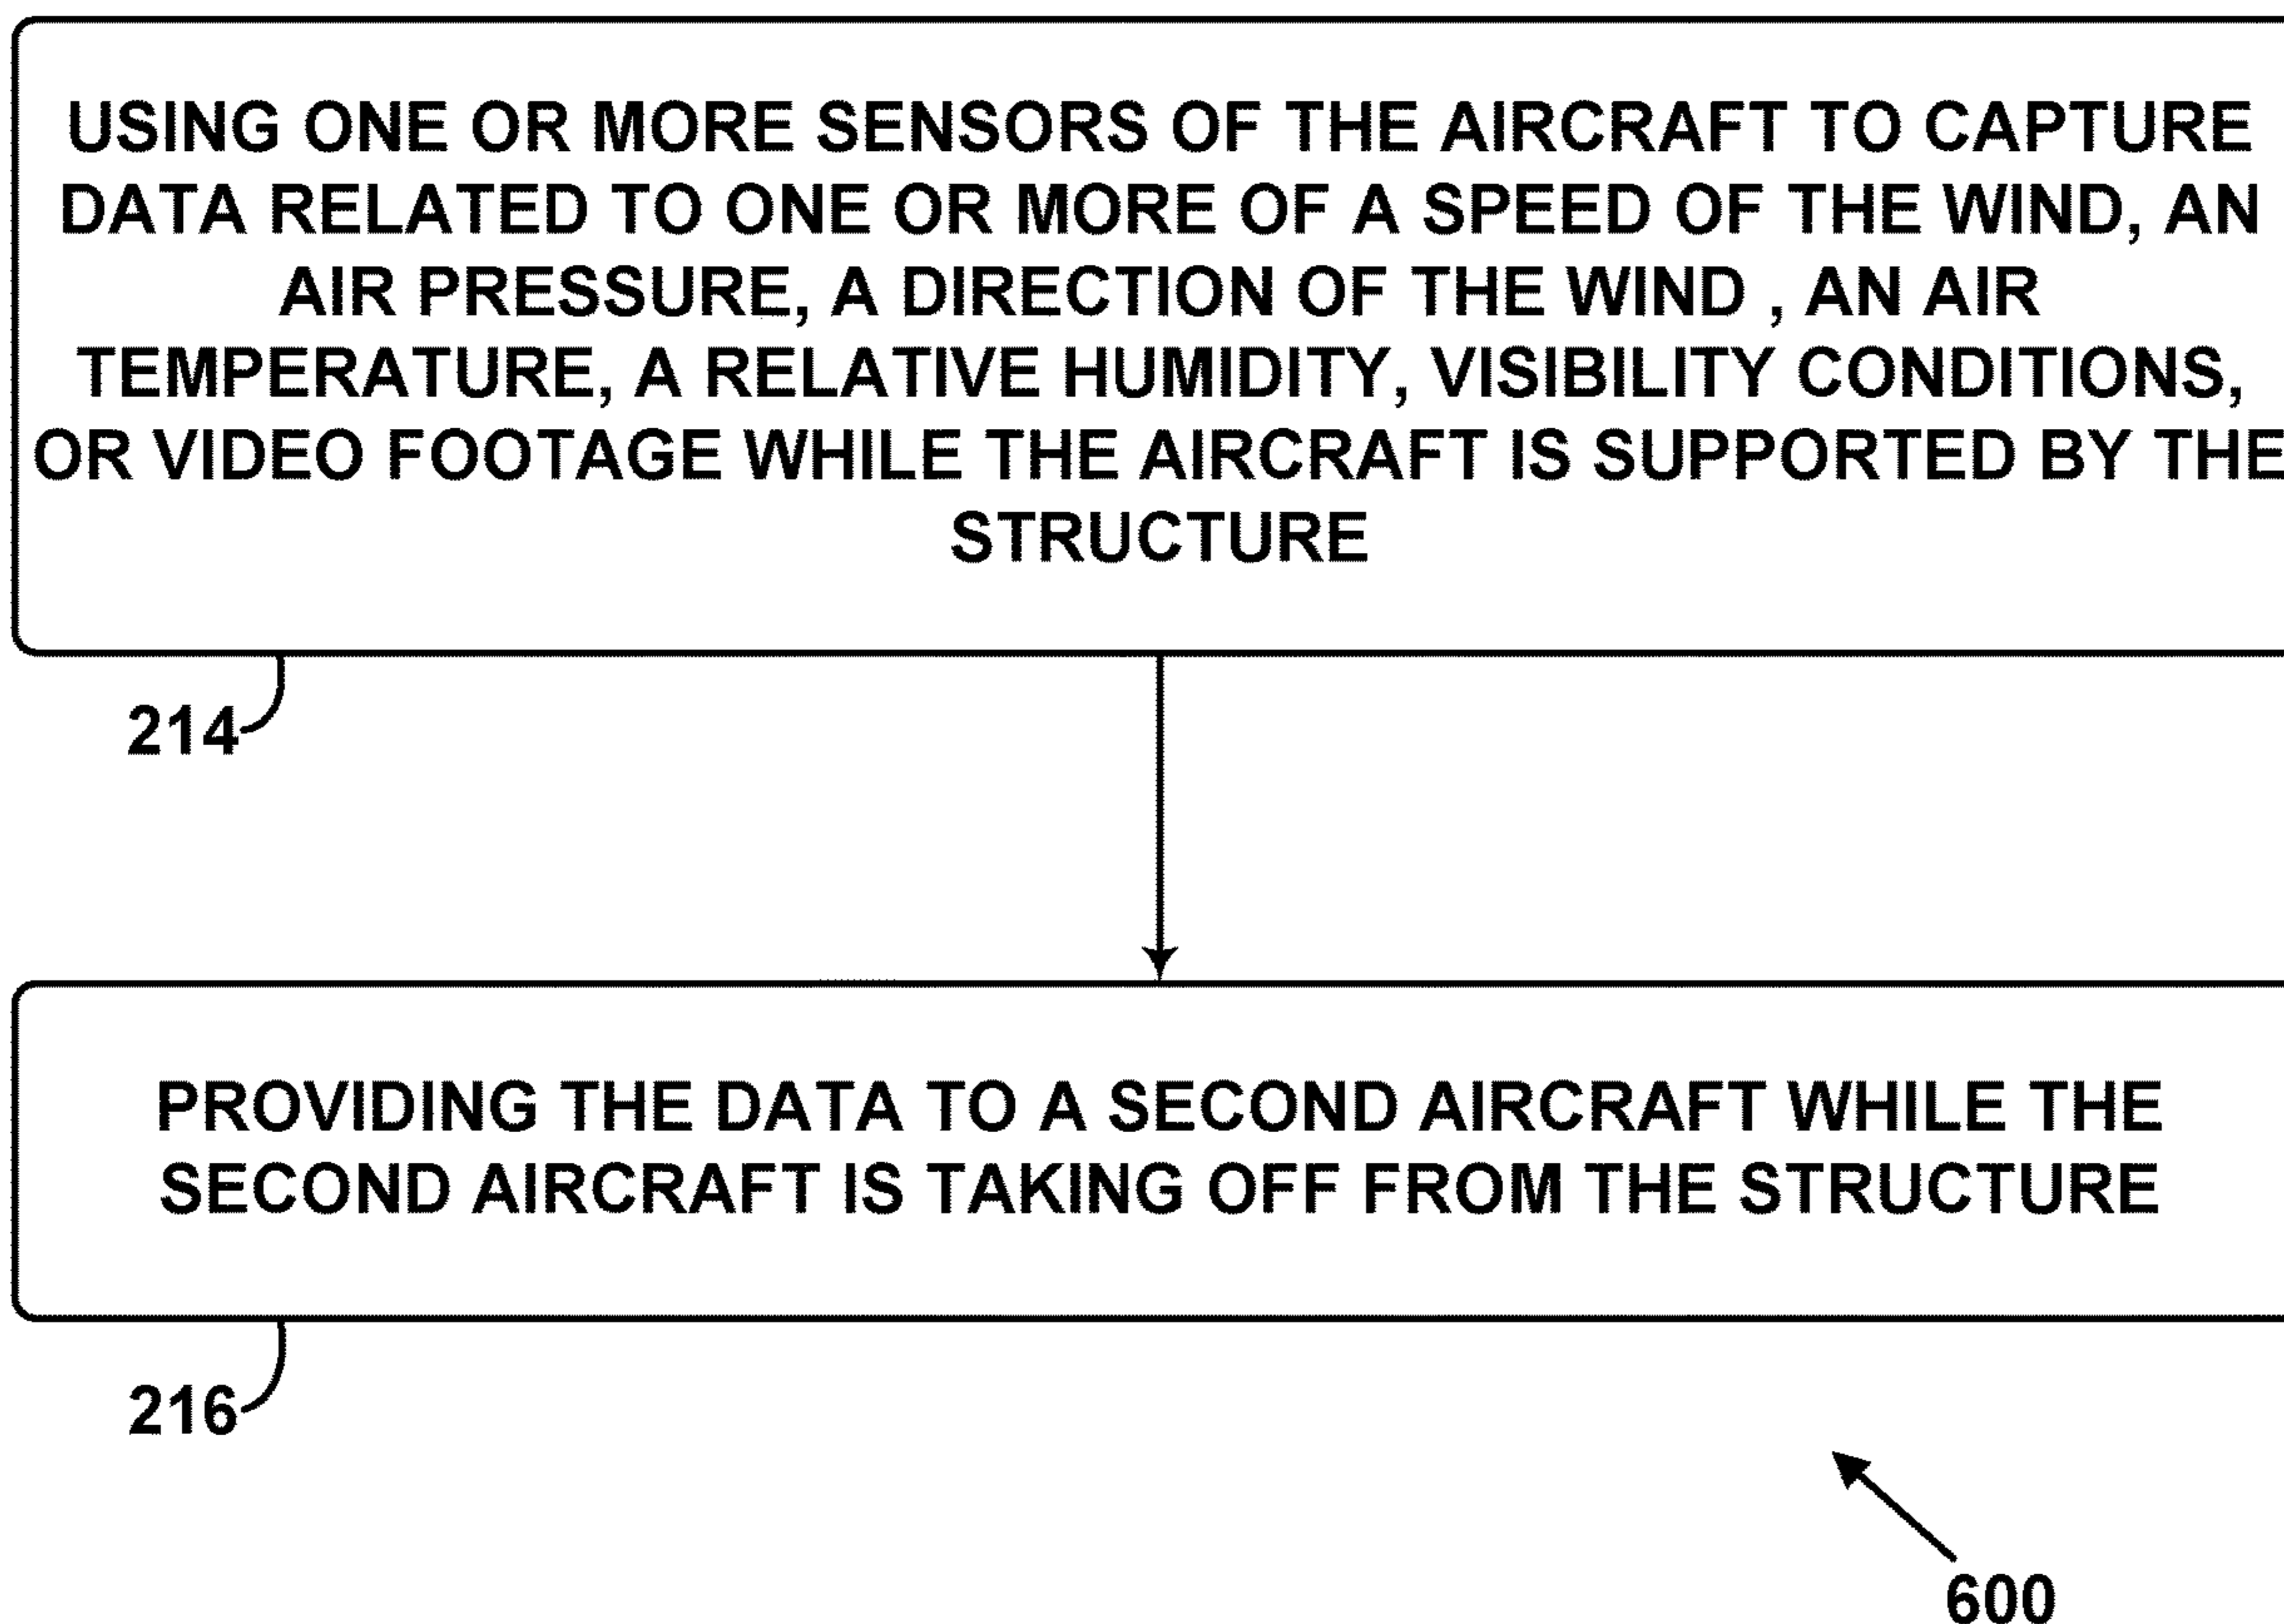 USING ONE OR MORE SENSORS OF THE AIRCRAFT TO CAPTURE
DATA RELATED TO ONE OR MORE OF A SPEED OF THE WIND, AN
AIR PRESSURE, A DIRECTION OF THE WIND , AN AIR
TEMPERATURE, A RELATIVE HUMIDITY, VISIBILITY CONDITIONS,
OR VIDEO FOOTAGE WHILE THE AIRCRAFT IS SUPPORTED BY THE
STRUCTURE
214
PROVIDING THE DATA TO A SECOND AIRCRAFT WHILE THE
SECOND AIRCRAFT IS TAKING OFF FROM THE STRUCTURE
216
600